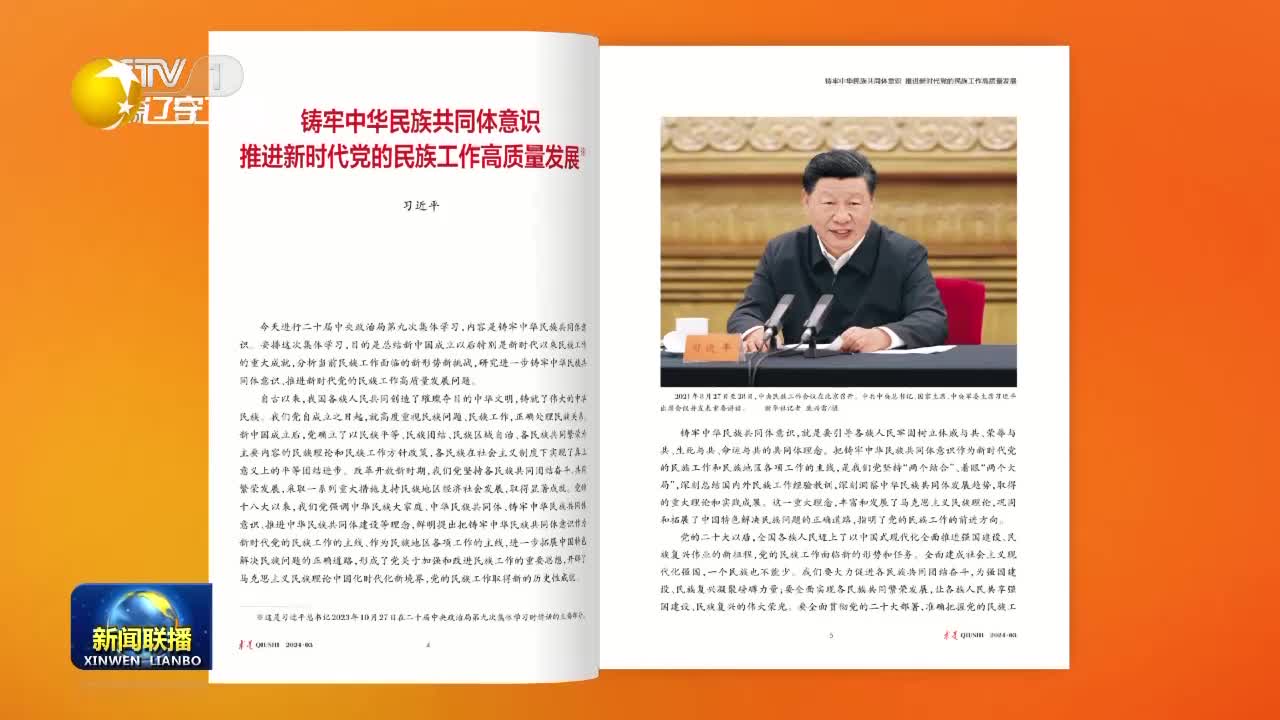 铸牢中华民族共同体意识
推进新时代党的民族工作高质量发展※
习近平
今天进行二十届中央政治局第九次集体学习,内容是铸牢中华民族共同体意
识。安排这次集体学习,目的是总结新中国成立以后特别是新时代以来民族工作
的重大成就,分析当前民族工作面临的新形势新挑战,研究进一步铸牢中华民族共
同体意识、推进新时代党的民族工作高质量发展问题。
自古以来,我国各族人民共同创造了璀璨夺目的中华文明,铸就了伟大的中华
民族。我们党自成立之日起,就高度重视民族问题、民族工作,正确处理民族关系。
新中国成立后,党确立了以民族平等、民族团结、民族区域自治、各民族共同繁荣为
主要内容的民族理论和民族工作方针政策,各民族在社会主义制度下实现了真正
意义上的平等团结进步。改革开放新时期,我们党坚持各民族共同团结奋斗、共同
繁荣发展,采取一系列重大措施支持民族地区经济社会发展,取得显著成就。党的
十八大以来,我们党强调中华民族大家庭、中华民族共同体、铸牢中华民族共同体
意识、推进中华民族共同体建设等理念,鲜明提出把铸牢中华民族共同体意识作为
新时代党的民族工作的主线、作为民族地区各项工作的主线,进一步拓展中国特色
解决民族问题的正确道路,形成了党关于加强和改进民族工作的重要思想,开辟了
马克思主义民族理论中国化时代化新境界,党的民族工作取得新的历史性成就。
※这是习近平总书记2023年10月27日在二十届中央政治局第九次集体学习时讲话的主要部分。
求是 QIUSHI 2024·03
4
铸牢中华民族共同体意识 推进新时代党的民族工作高质量发展
习近平
2021年8月27日至28日,中央民族工作会议在北京召开。中共中央总书记、国家主席、中央军委主席习近平
出席会议并发表重要讲话。 新华社记者 燕雁/摄
铸牢中华民族共同体意识,就是要引导各族人民牢固树立休戚与共、荣辱与
共、生死与共、命运与共的共同体理念。把铸牢中华民族共同体意识作为新时代党
的民族工作和民族地区各项工作的主线,是我们党坚持“两个结合”、着眼“两个大
局”,深刻总结国内外民族工作经验教训,深刻洞察中华民族共同体发展趋势,取得
的重大理论和实践成果。这一重大理念,丰富和发展了马克思主义民族理论,巩固
和拓展了中国特色解决民族问题的正确道路,指明了党的民族工作的前进方向。
党的二十大以后,全国各族人民迈上了以中国式现代化全面推进强国建设、民
族复兴伟业的新征程,党的民族工作面临新的形势和任务。全面建成社会主义现
代化强国,一个民族也不能少。我们要大力促进各民族共同团结奋斗,为强国建
设、民族复兴凝聚磅礴力量;要全面实现各民族共同繁荣发展,让各族人民共享强
国建设、民族复兴的伟大荣光。要全面贯彻党的二十大部署,准确把握党的民族工
5
求是 QIUSHI 2024·03
新闻联播
XINWEN LIANBO